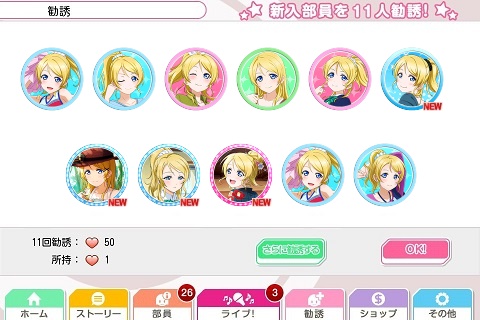 勧誘
新入部員を11人勧誘!
NEW
NEW
NEW
NEW
11回勧誘: 50
所持: 1
さらに勧誘する
OK!
26
3
ホーム
ストーリー
部員
ライブ!
勧誘
ショップ
その他